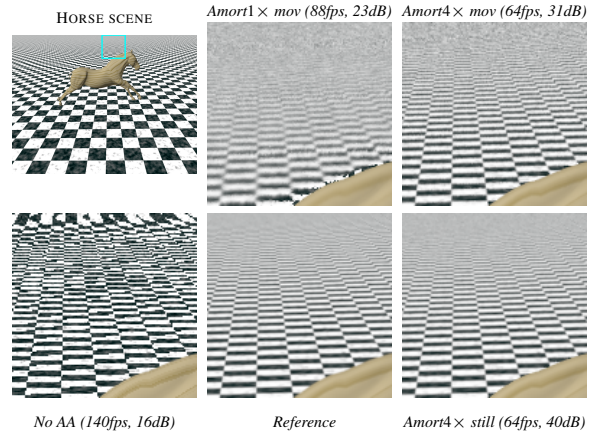 HORSE SCENE
Amort1× mov (88fps, 23dB)
Amort4× mov (64fps, 31dB)
No AA (140fps, 16dB)
Reference
Amort4× still (64fps, 40dB)